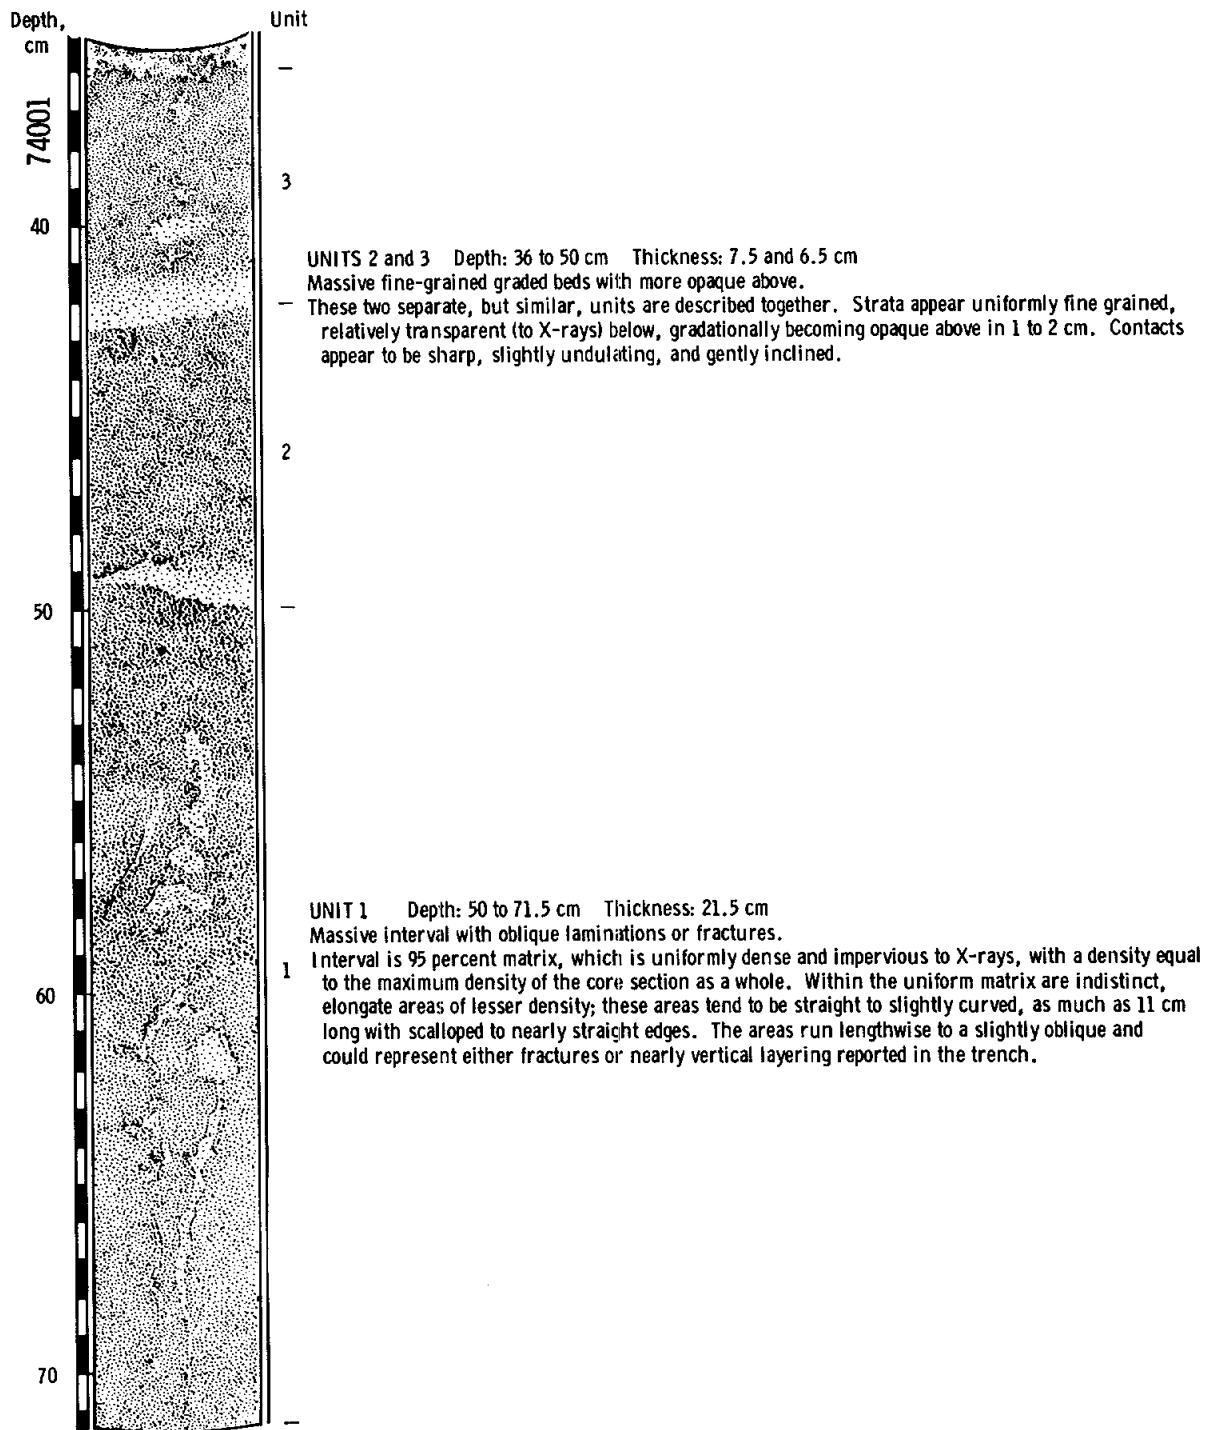 Depth,
cm
Unit
74001
3
40
UNITS 2 and 3 Depth: 36 to 50 cm Thickness: 7.5 and 6.5 cm
Massive fine-grained graded beds with more opaque above.
These two separate, but similar, units are described together. Strata appear uniformly fine grained,
relatively transparent (to X-rays) below, gradationally becoming opaque above in 1 to 2 cm. Contacts
appear to be sharp, slightly undulating, and gently inclined.
2
50
UNIT 1 Depth: 50 to 71.5 cm Thickness: 21.5 cm
Massive interval with oblique laminations or fractures.
Interval is 95 percent matrix, which is uniformly dense and impervious to X-rays, with a density equal
1
to the maximum density of the core section as a whole. Within the uniform matrix are indistinct,
60
elongate areas of lesser density; these areas tend to be straight to slightly curved, as much as 11 cm
long with scalloped to nearly straight edges. The areas run lengthwise to a slightly oblique and
could represent either fractures or nearly vertical layering reported in the trench.
70